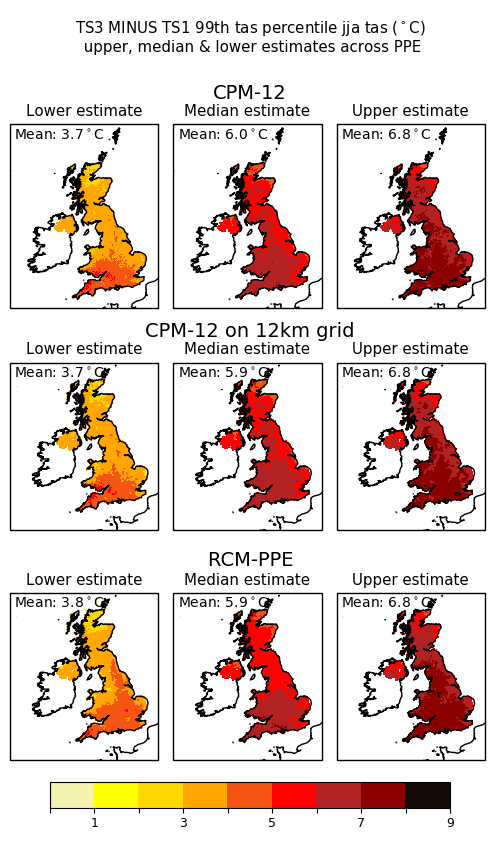 TS3 MINUS TS1 99th tas percentile jja tas (°C)
upper, median & lower estimates across PPE
CPM-12
Lower estimate Median estimate Upper estimate
Mean: 3.7°C Mean: 6.0°C Mean: 6.8°C
CPM-12 on 12km grid
Lower estimate Median estimate Upper estimate
Mean: 3.7°C Mean: 5.9°C Mean: 6.8°C
RCM-PPE
Lower estimate Median estimate Upper estimate
Mean: 3.8°C Mean: 5.9°C Mean: 6.8°C
1 3 5 7 9